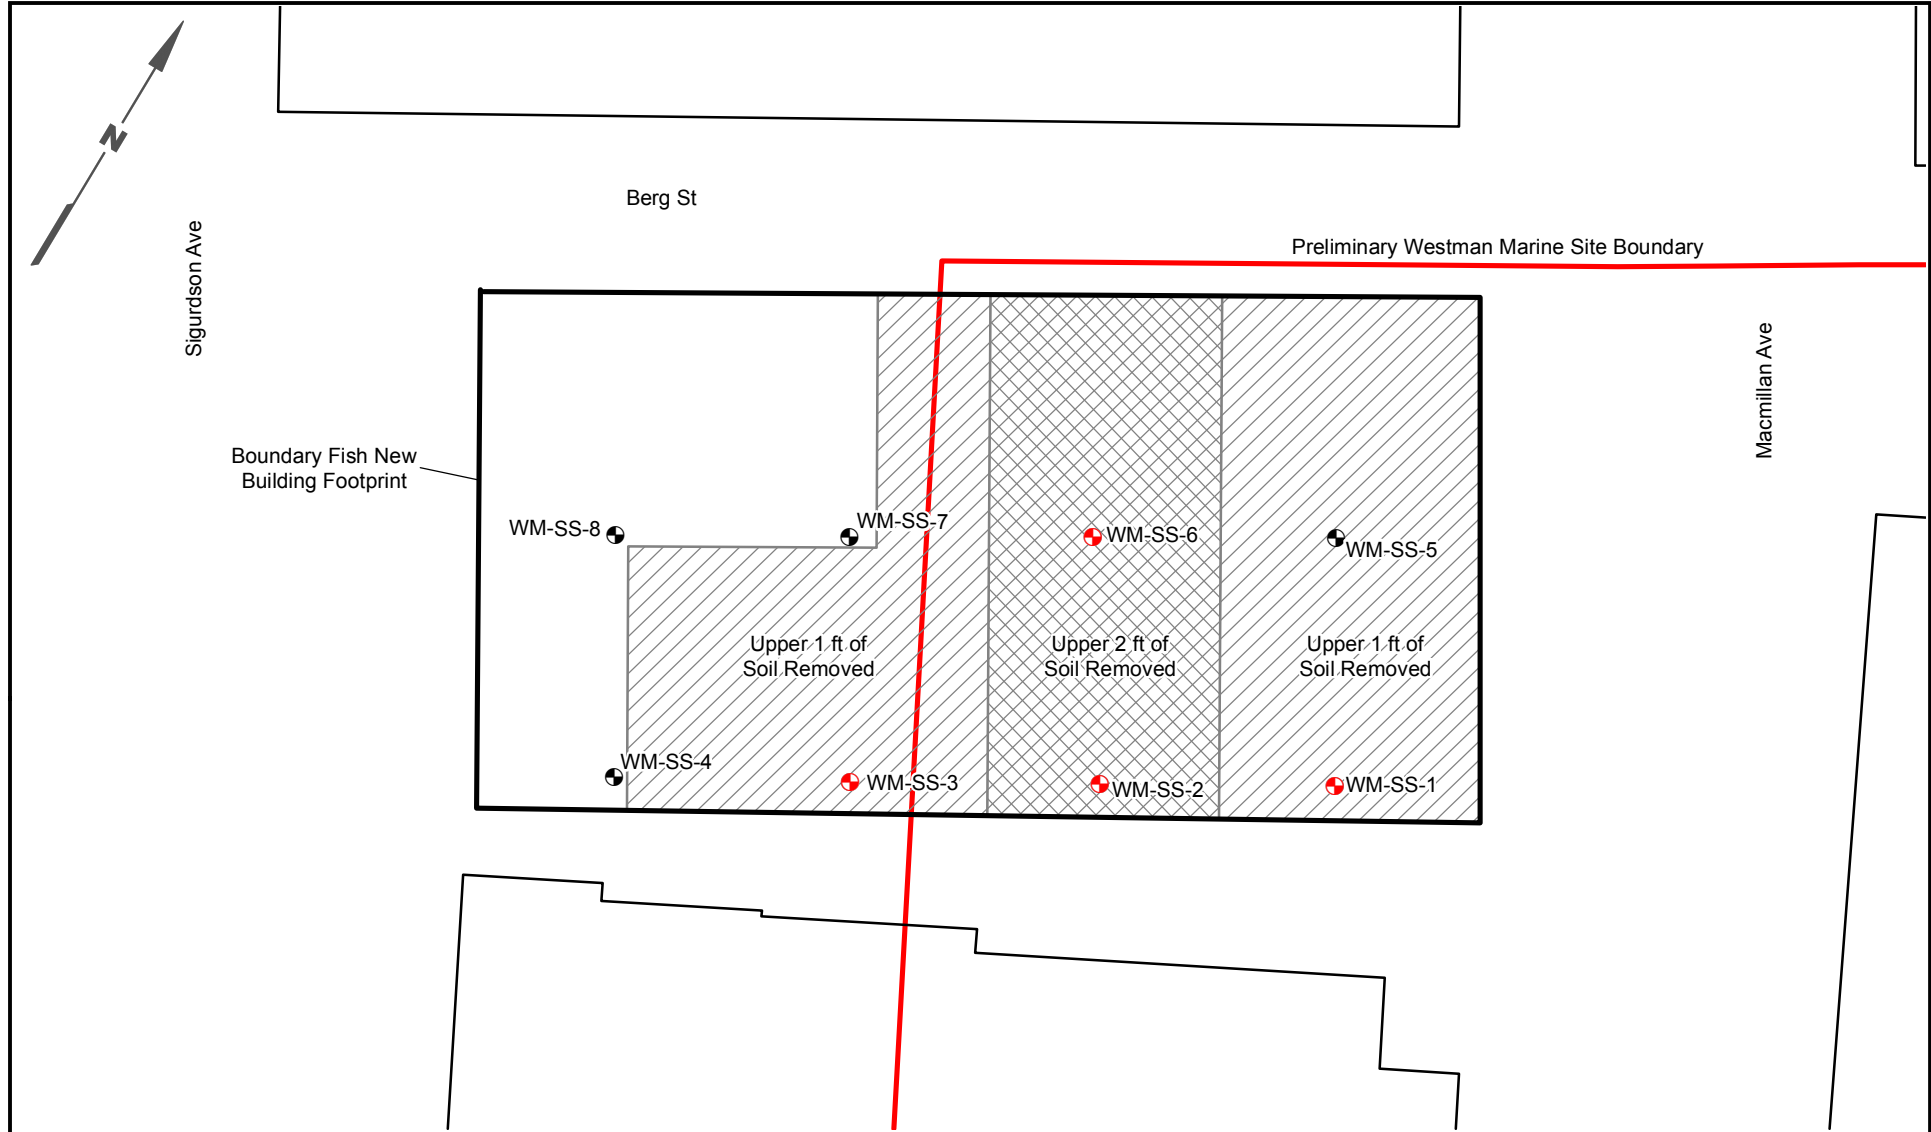 N
Berg St
Sigurdson Ave
Preliminary Westman Marine Site Boundary
Macmillan Ave
Boundary Fish New
Building Footprint
WM-SS-8
WM-SS-7
WM-SS-6
WM-SS-5
Upper 1 ft of
Soil Removed
Upper 2 ft of
Soil Removed
Upper 1 ft of
Soil Removed
WM-SS-4
WM-SS-3
WM-SS-2
WM-SS-1